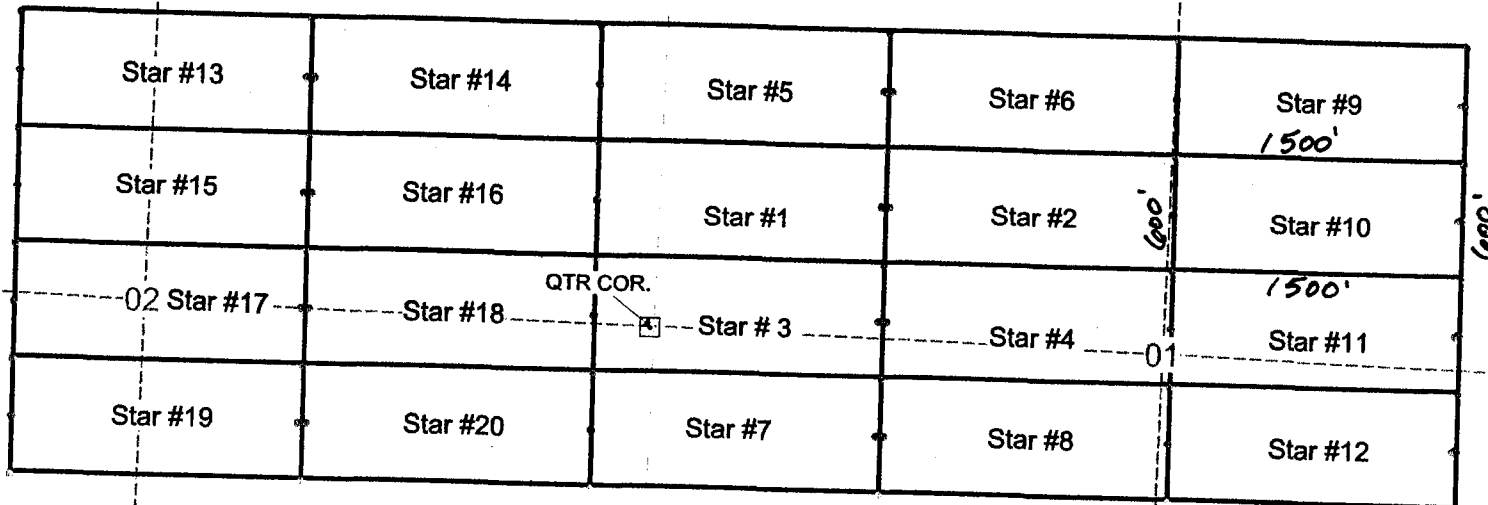 Star #13
Star #14
Star #5
Star #6
Star #9
1500'
Star #15
Star #16
Star #1
Star #2
600'
Star #10
600'
QTR COR.
1500'
02 Star #17
Star #18
Star # 3
Star #4
01
Star #11
Star #19
Star #20
Star #7
Star #8
Star #12